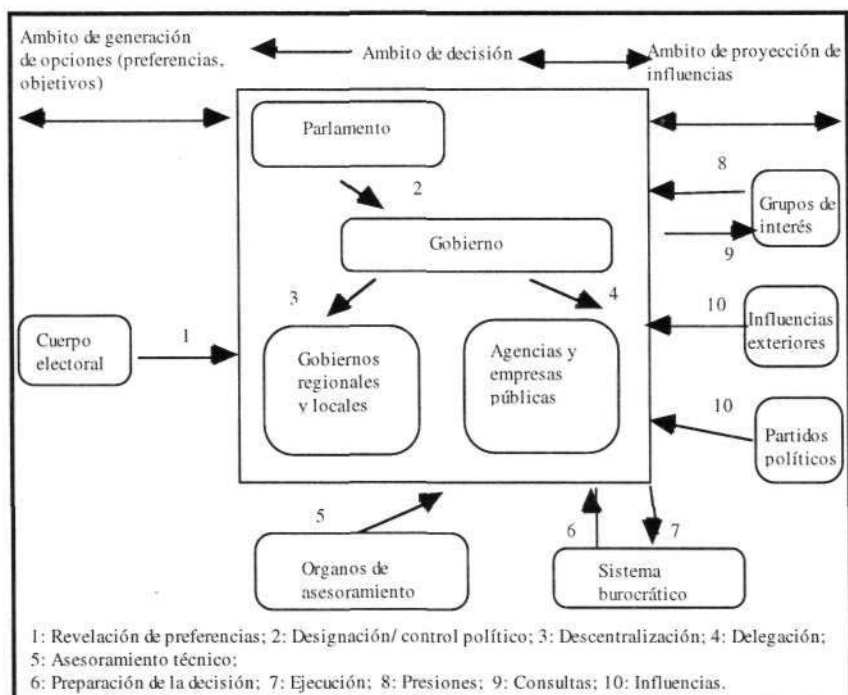 Ambito de generación
de opciones (preferencias,
objetivos)
Ambito de decisión
Ambito de proyección de
influencias
Parlamento
2
Gobierno
3
4
Gobiernos
regionales
y locales
Agencias y
empresas
públicas
Cuerpo
electoral
1
8
Grupos de
interés
9
10
Influencias
exteriores
10
Partidos
políticos
5
Organos de
asesoramiento
6
7
Sistema
burocrático
1: Revelación de preferencias; 2: Designación/ control político; 3: Descentralización; 4: Delegación;
5: Asesoramiento técnico;
6: Preparación de la decisión; 7: Ejecución; 8: Presiones; 9: Consultas; 10: Influencias.